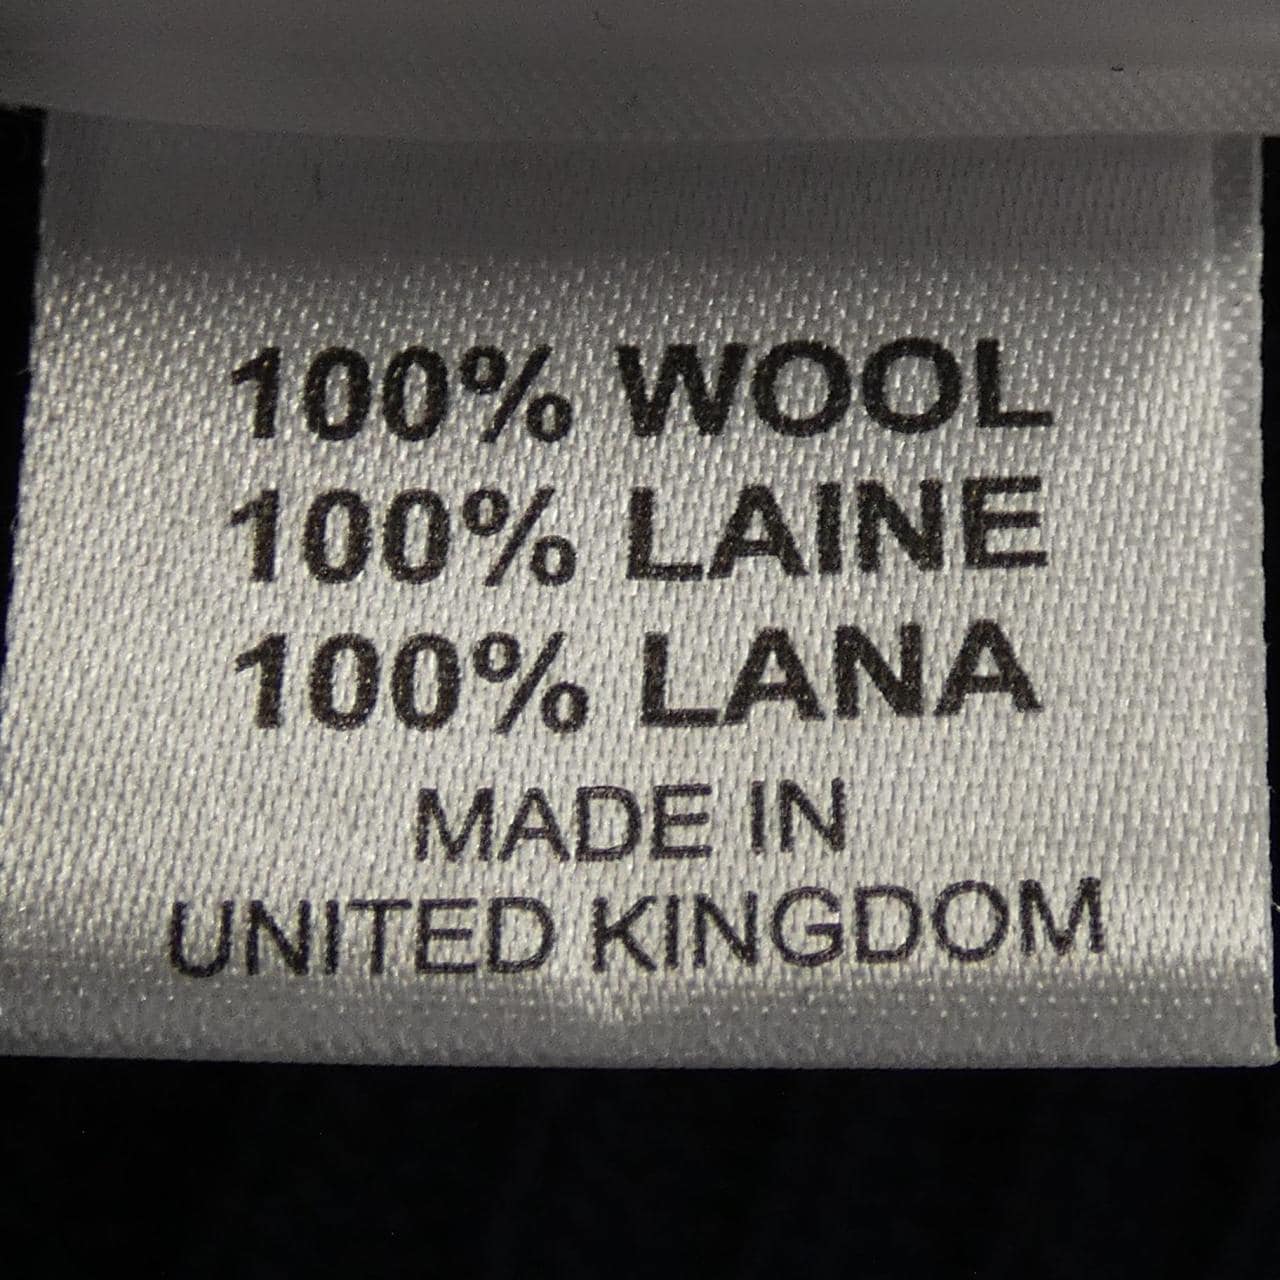 100% WOOL
100% LAINE
100% LANA
MADE IN
UNITED KINGDOM